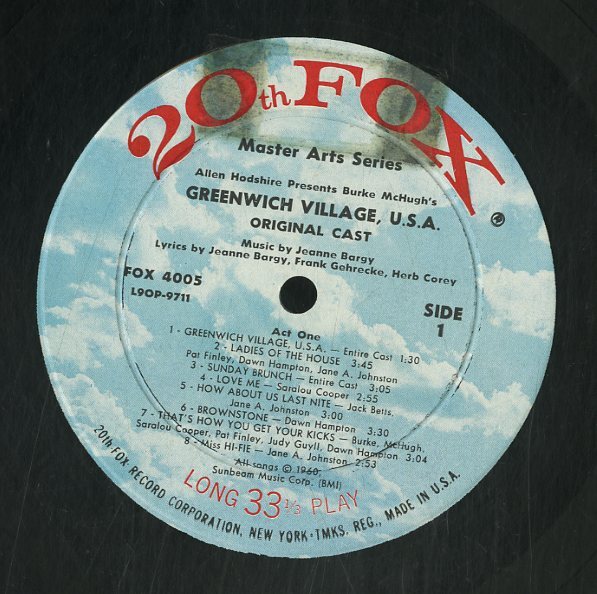 20th FOX
®
Master Arts Series
Allen Hodshire Presents Burke McHugh's
GREENWICH VILLAGE, U.S.A.
ORIGINAL CAST
Music by Jeanne Bargy
Lyrics by Jeanne Bargy, Frank Gehrecke, Herb Corey
FOX 4005
L9OP-9711
SIDE
1
Act One
1 - GREENWICH VILLAGE, U.S.A. — Entire Cast 1:30
2 - LADIES OF THE HOUSE 3:45
Pat Finley, Dawn Hampton, Jane A. Johnston
3 - SUNDAY BRUNCH — Entire Cast 3:05
4 - LOVE ME — Saralou Cooper 2:55
5 - HOW ABOUT US LAST NITE — Jack Betts,
Jane A. Johnston 3:00
6 - BROWNSTONE — Dawn Hampton 3:30
7 - THAT'S HOW YOU GET YOUR KICKS — Burke, McHugh,
Saralou Cooper, Pat Finley, Judy Guyll, Dawn Hampton 3:04
8 - Miss HI-FIE — Jane A. Johnston 2:53
All songs © 1960
Sunbeam Music Corp. (BMI)
LONG 33 1/3 PLAY
20th FOX RECORD CORPORATION, NEW YORK • TMKS. REG., MADE IN U.S.A.